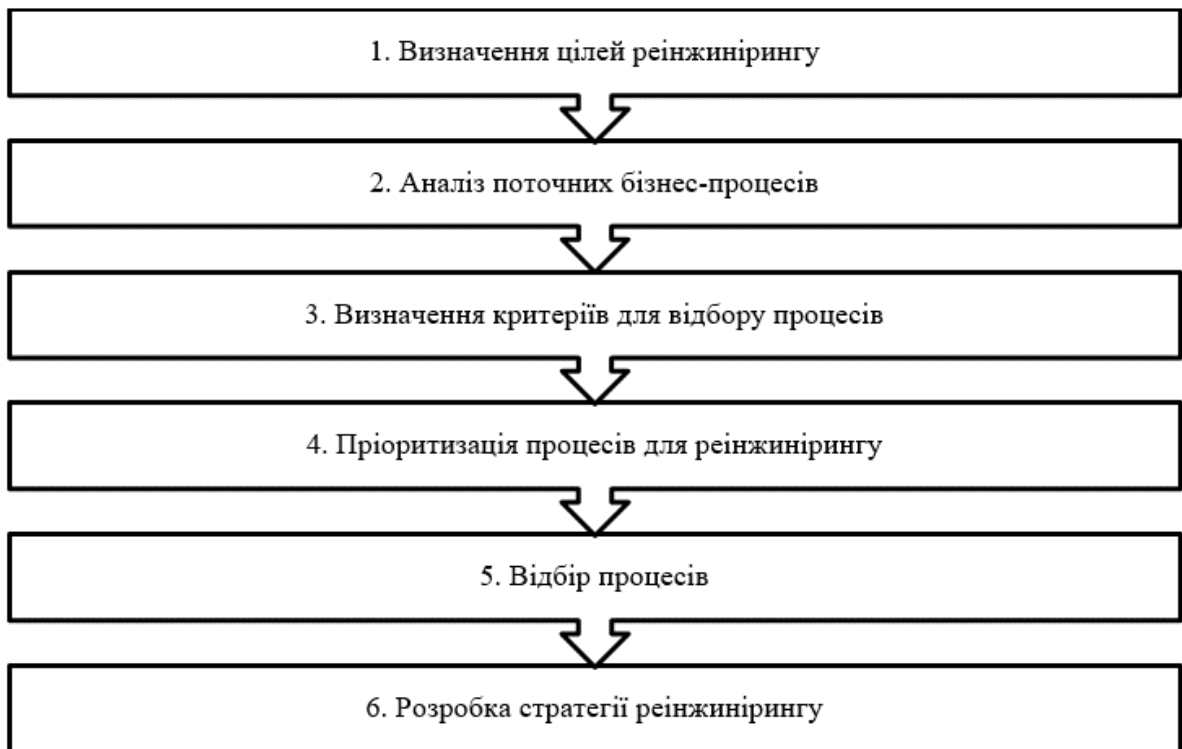 1. Визначення цілей реінжинірингу
2. Аналіз поточних бізнес-процесів
3. Визначення критеріїв для відбору процесів
4. Пріоритизація процесів для реінжинірингу
5. Відбір процесів
6. Розробка стратегії реінжинірингу